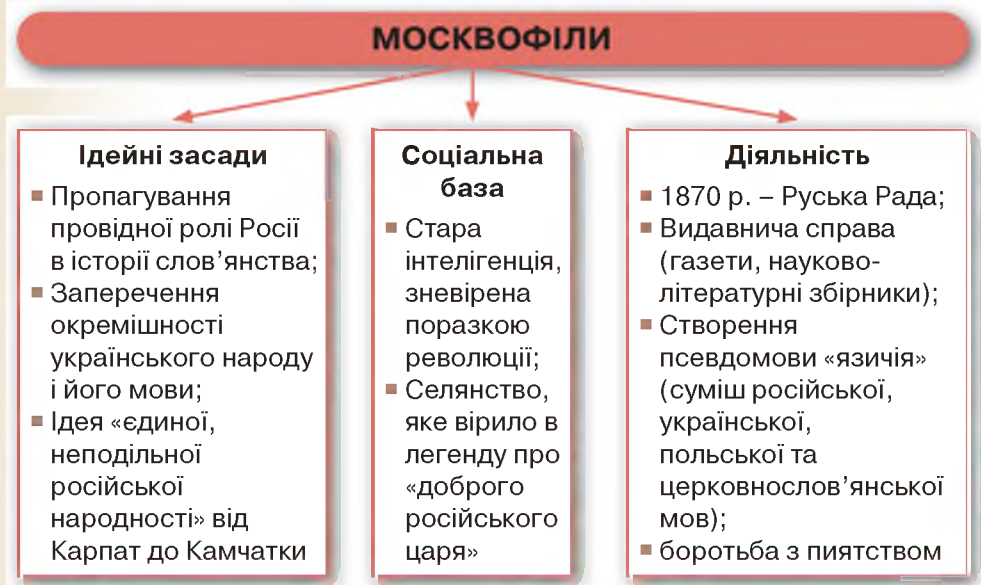 МОСКВОФІЛИ
Ідейні засади
▪ Пропагування
провідної ролі Росії
в історії слов’янства;
▪ Заперечення
окремішності
українського народу
і його мови;
▪ Ідея «єдиної,
неподільної
російської
народності» від
Карпат до Камчатки
Соціальна
база
▪ Стара
інтелігенція,
зневірена
поразкою
революції;
▪ Селянство,
яке вірило в
легенду про
«доброго
російського
царя»
Діяльність
▪ 1870 р. – Руська Рада;
▪ Видавнича справа
(газети, науково-
літературні збірники);
▪ Створення
псевдомови «язичія»
(суміш російської,
української,
польської та
церковнослов’янської
мов);
▪ боротьба з пиятством